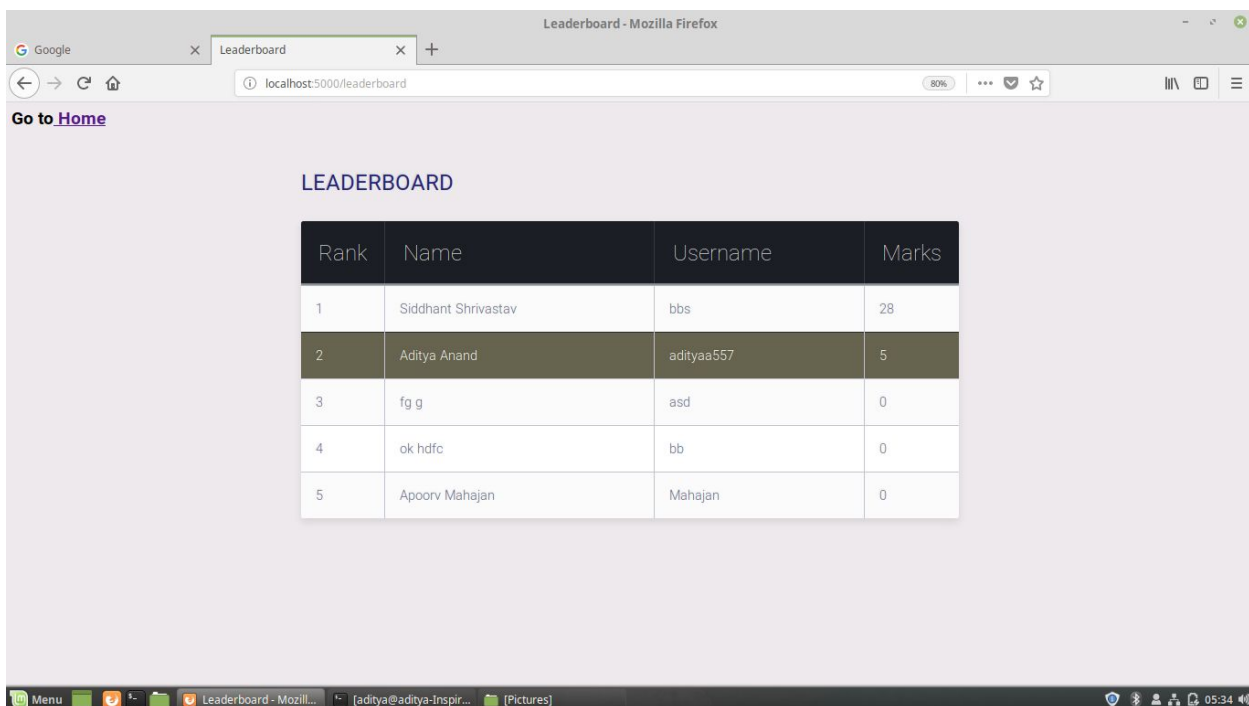 Leaderboard - Mozilla Firefox
Google Leaderboard
localhost:5000/leaderboard 80%
Go to Home
LEADERBOARD
Rank Name Username Marks
1 Siddhant Shrivastav bbs 28
2 Aditya Anand adityaa557 5
3 fg g asd 0
4 ok hdfc bb 0
5 Apoorv Mahajan Mahajan 0
Menu Leaderboard - Mozill... [aditya@aditya-Inspir... [Pictures] 05:34